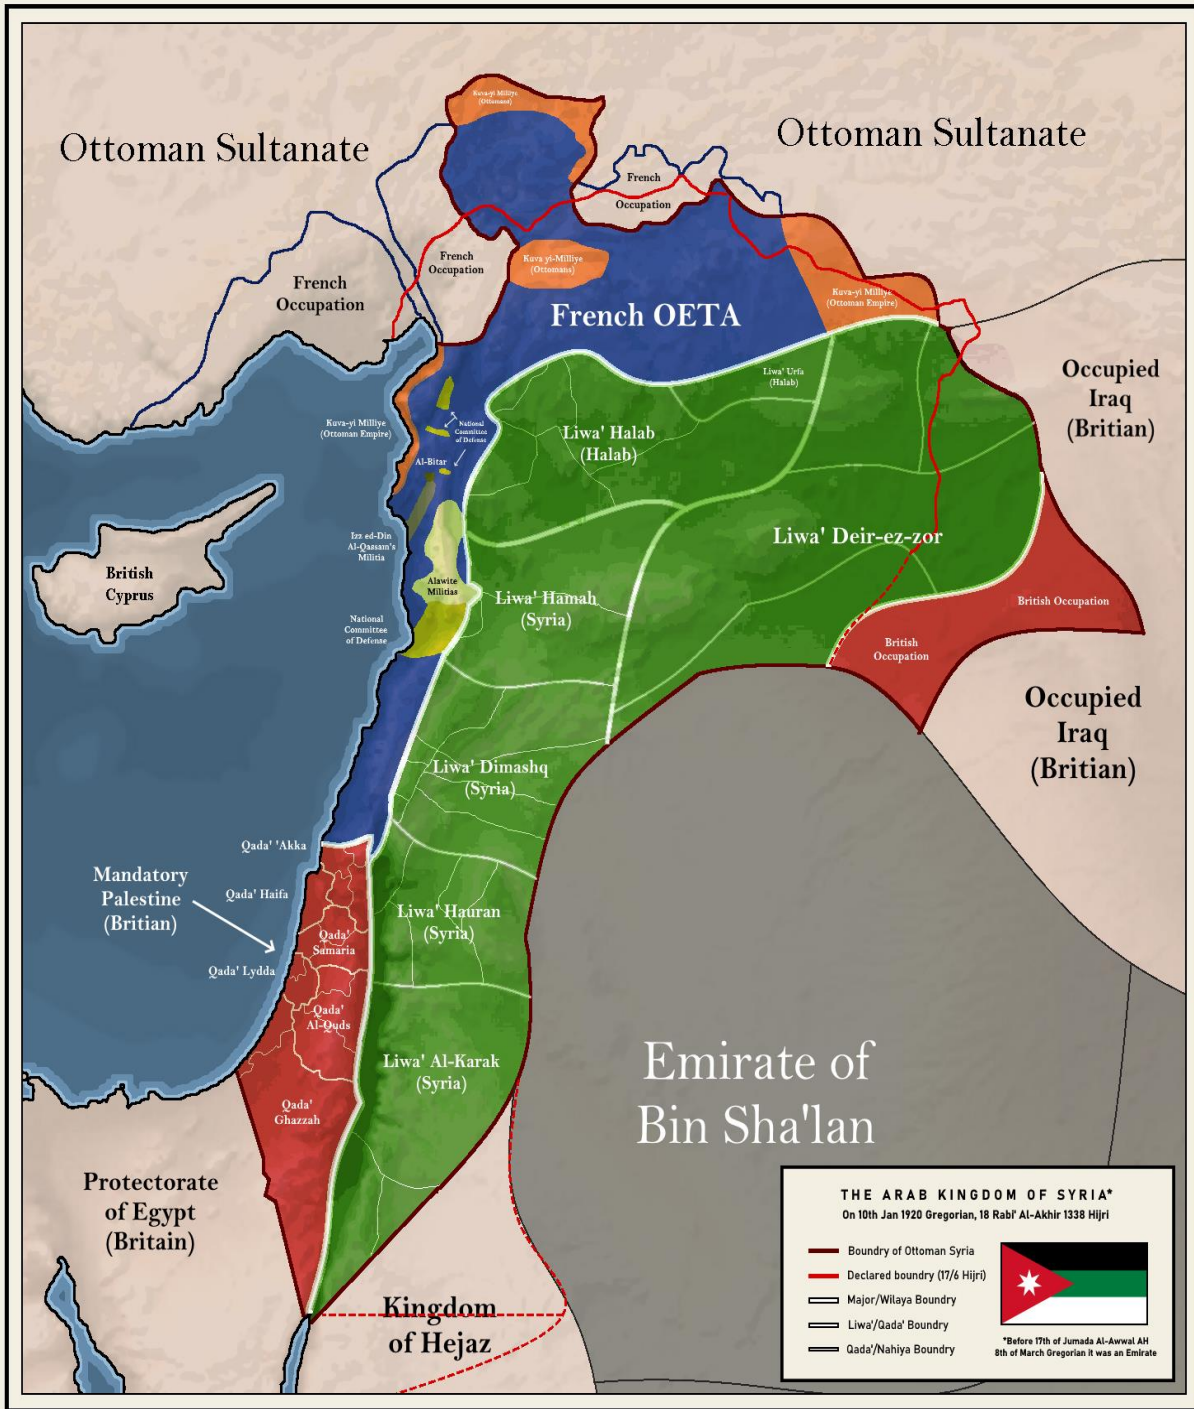 Kuva-yi Milliye
(Ottomans)
Ottoman Sultanate
Ottoman Sultanate
French
Occupation
French
Occupation
French
Occupation
Kuva yi-Milliye
(Ottomans)
Kuva-yi Milliye
(Ottoman Empire)
French OETA
Occupied
Iraq
(Britian)
Liwa' Urfa
(Halab)
Kuva-yi Milliye
(Ottoman Empire)
National
Committee
of Defense
Liwa' Halab
(Halab)
Al-Bitar
Izz ed-Din
Al-Qassam's
Militia
Liwa' Deir-ez-zor
British
Cyprus
Alawite
Militias
Liwa' Hamah
(Syria)
British Occupation
National
Committee
of Defense
British
Occupation
Occupied
Iraq
(Britian)
Liwa' Dimashq
(Syria)
Qada' 'Akka
Mandatory
Palestine
(Britian)
Qada' Haifa
Liwa' Hauran
(Syria)
Qada'
Samaria
Qada' Lydda
Qada'
Al-Quds
Liwa' Al-Karak
(Syria)
Emirate of
Bin Sha'lan
Qada'
Ghazzah
Protectorate
of Egypt
(Britain)
Kingdom
of Hejaz
THE ARAB KINGDOM OF SYRIA*
On 10th Jan 1920 Gregorian, 18 Rabi' Al-Akhir 1338 Hijri
Boundry of Ottoman Syria
Declared boundry (17/6 Hijri)
Major/Wilaya Boundry
Liwa'/Qada' Boundry
Qada'/Nahiya Boundry
*Before 17th of Jumada Al-Awwal AH
8th of March Gregorian it was an Emirate